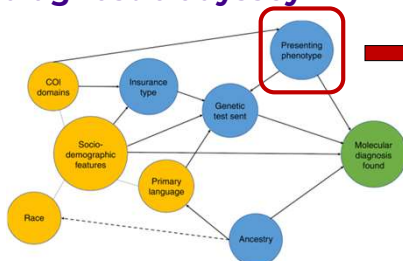 Presenting
phenotype
COI
domains
Insurance
type
Genetic
test sent
Socio-
demographic
features
Molecular
diagnosis
found
Primary
language
Race
Ancestry